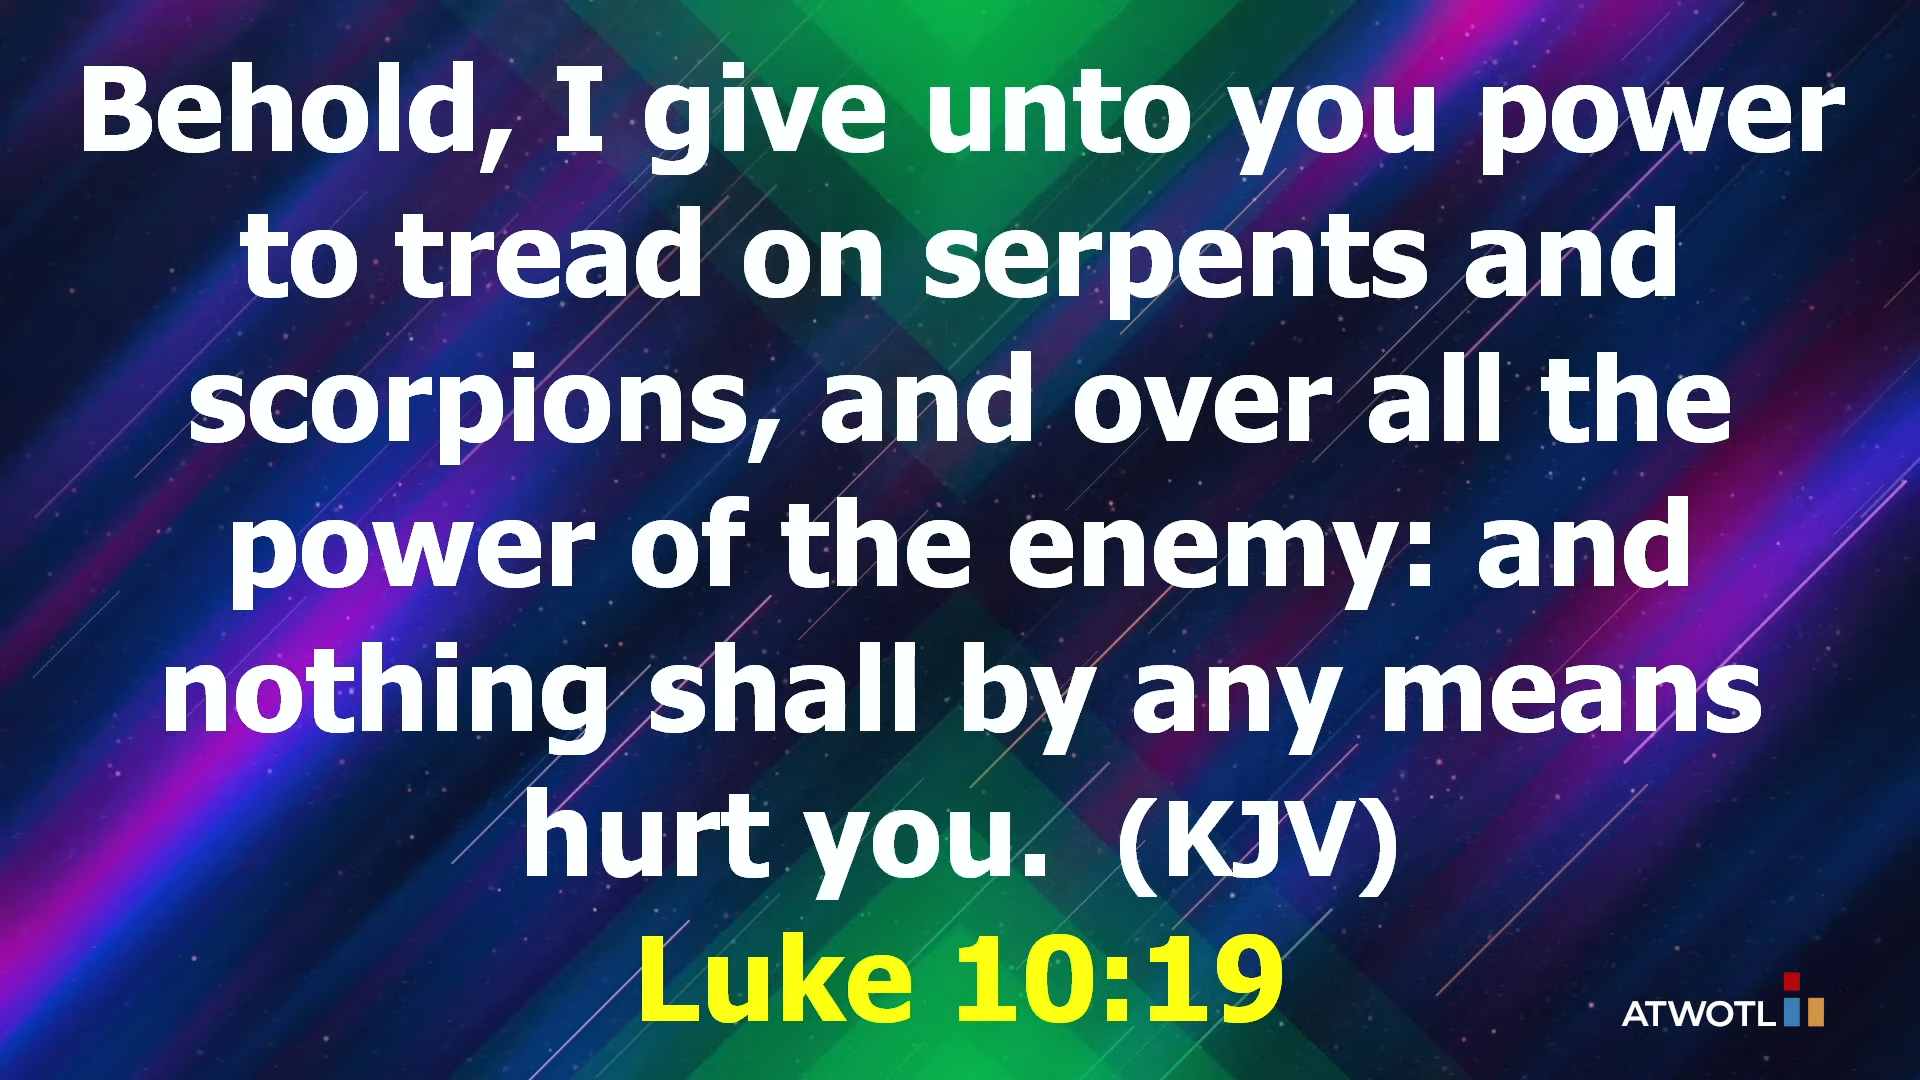 Behold, I give unto you power
to tread on serpents and
scorpions, and over all the
power of the enemy: and
nothing shall by any means
hurt you.  (KJV)
Luke 10:19
ATWOTL